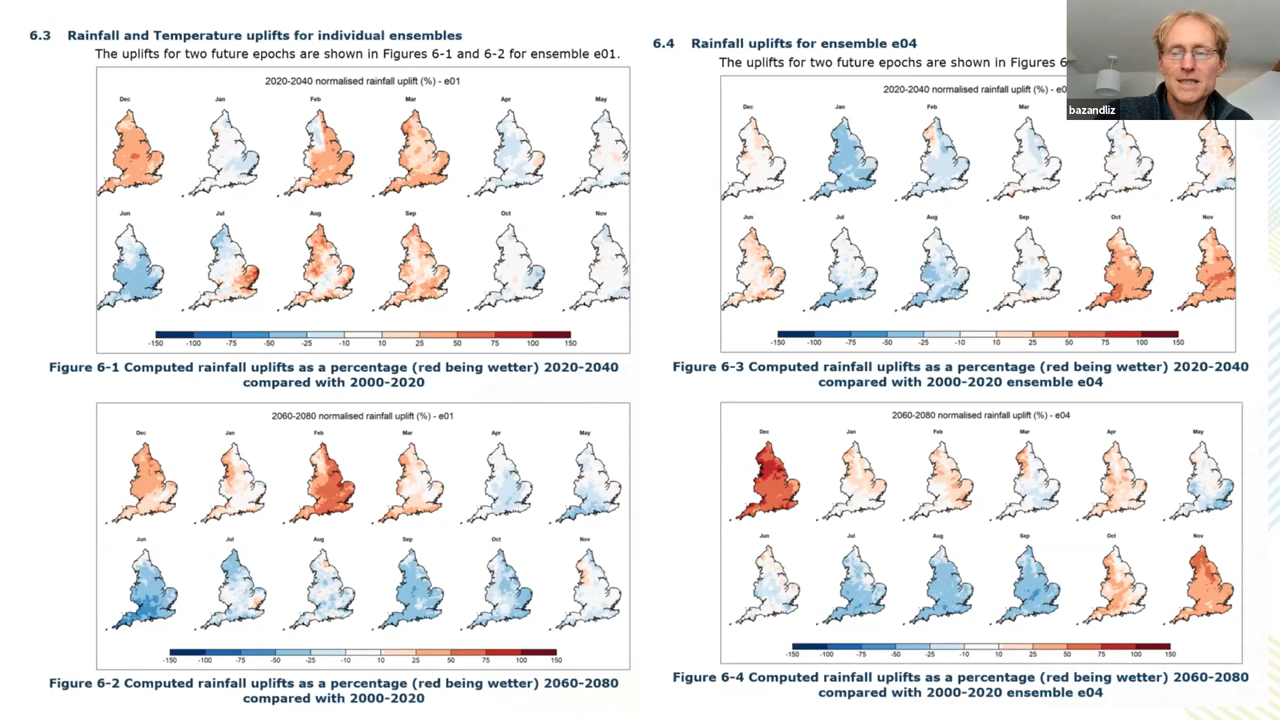 6.3 Rainfall and Temperature uplifts for individual ensembles
The uplifts for two future epochs are shown in Figures 6-1 and 6-2 for ensemble e01.
2020-2040 normalised rainfall uplift (%) - e01
Dec Jan Feb Mar Apr May
Jun Jul Aug Sep Oct Nov
-150 -100 -75 -50 -25 -10 10 25 50 75 100 150
Figure 6-1 Computed rainfall uplifts as a percentage (red being wetter) 2020-2040
compared with 2000-2020
2060-2080 normalised rainfall uplift (%) - e01
Dec Jan Feb Mar Apr May
Jun Jul Aug Sep Oct Nov
-150 -100 -75 -50 -25 -10 10 25 50 75 100 150
Figure 6-2 Computed rainfall uplifts as a percentage (red being wetter) 2060-2080
compared with 2000-2020
6.4 Rainfall uplifts for ensemble e04
The uplifts for two future epochs are shown in Figures 6
2020-2040 normalised rainfall uplift (%) - e0
Dec Jan Feb Mar
Jun Jul Aug Sep Oct Nov
-150 -100 -75 -50 -25 -10 10 25 50 75 100 150
Figure 6-3 Computed rainfall uplifts as a percentage (red being wetter) 2020-2040
compared with 2000-2020 ensemble e04
2060-2080 normalised rainfall uplift (%) - e04
Dec Jan Feb Mar Apr May
Jun Jul Aug Sep Oct Nov
-150 -100 -75 -50 -25 -10 10 25 50 75 100 150
Figure 6-4 Computed rainfall uplifts as a percentage (red being wetter) 2060-2080
compared with 2000-2020 ensemble e04
bazandliz